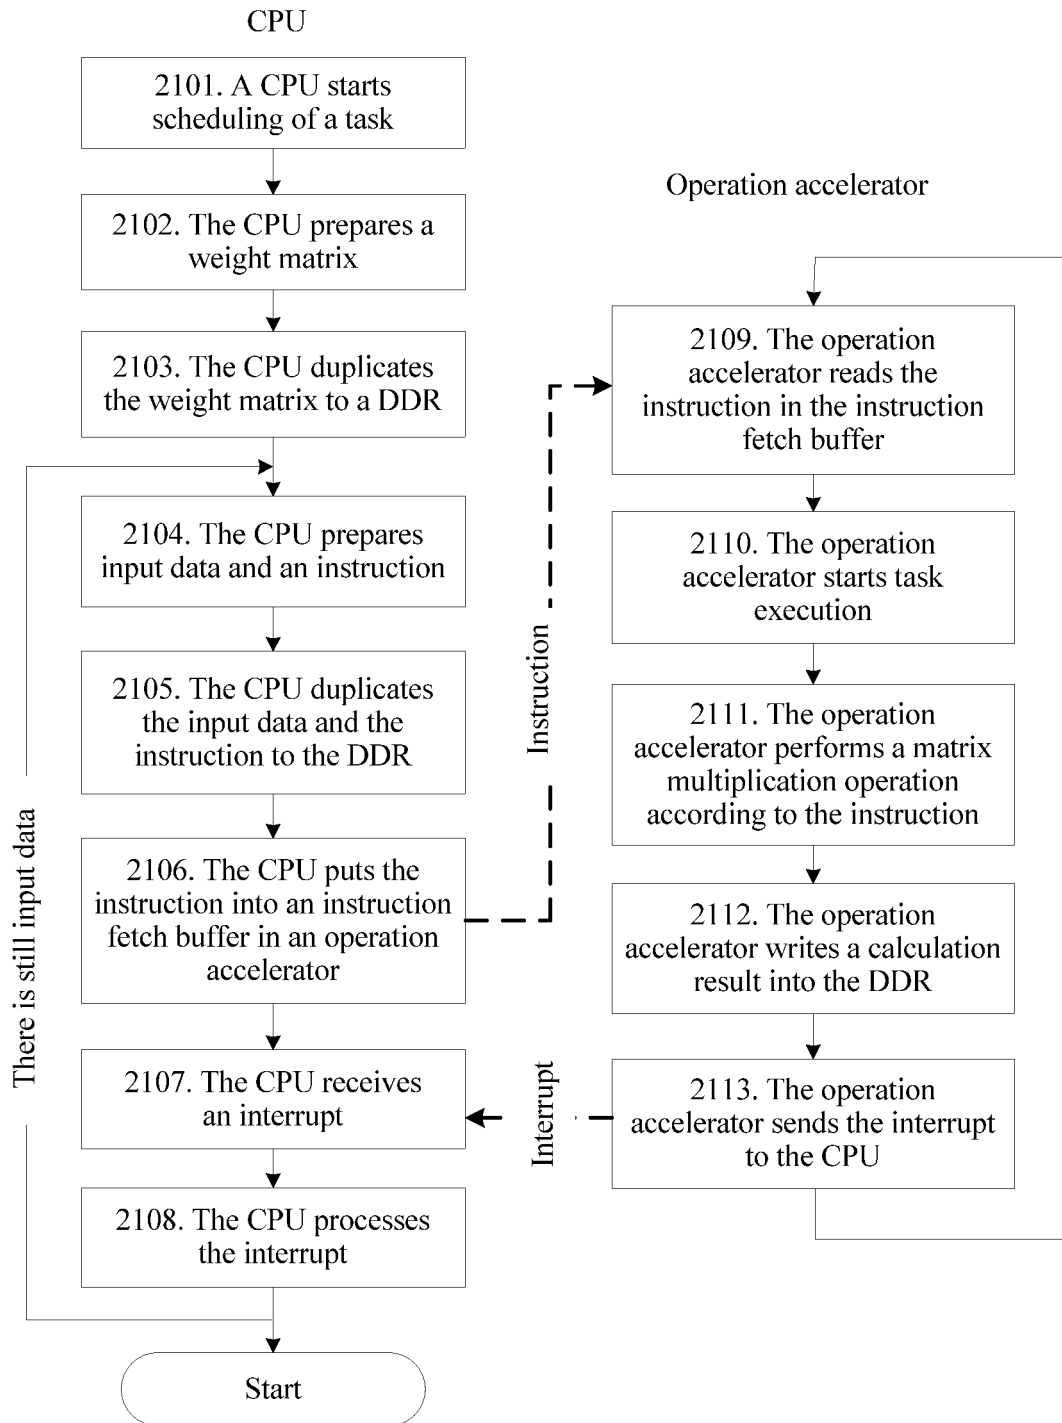 CPU
2101. A CPU starts
scheduling of a task
2102. The CPU prepares a
weight matrix
2103. The CPU duplicates
the weight matrix to a DDR
2104. The CPU prepares
input data and an instruction
2105. The CPU duplicates
the input data and the
instruction to the DDR
2106. The CPU puts the
instruction into an instruction
fetch buffer in an operation
accelerator
2107. The CPU receives
an interrupt
2108. The CPU processes
the interrupt
Start
There is still input data
Instruction
Interrupt
Operation accelerator
2109. The operation
accelerator reads the
instruction in the instruction
fetch buffer
2110. The operation
accelerator starts task
execution
2111. The operation
accelerator performs a matrix
multiplication operation
according to the instruction
2112. The operation
accelerator writes a calculation
result into the DDR
2113. The operation
accelerator sends the interrupt
to the CPU